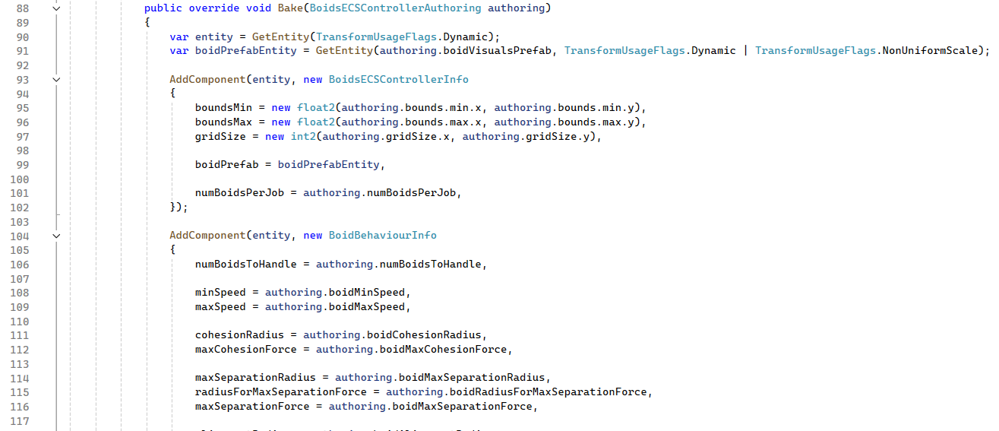 88 public override void Bake(BoidsECSControllerAuthoring authoring)
89 {
90 var entity = GetEntity(TransformUsageFlags.Dynamic);
91 var boidPrefabEntity = GetEntity(authoring.boidVisualsPrefab, TransformUsageFlags.Dynamic | TransformUsageFlags.NonUniformScale);
92
93 AddComponent(entity, new BoidsECSControllerInfo
94 {
95 boundsMin = new float2(authoring.bounds.min.x, authoring.bounds.min.y),
96 boundsMax = new float2(authoring.bounds.max.x, authoring.bounds.max.y),
97 gridSize = new int2(authoring.gridSize.x, authoring.gridSize.y),
98
99 boidPrefab = boidPrefabEntity,
100
101 numBoidsPerJob = authoring.numBoidsPerJob,
102 });
103
104 AddComponent(entity, new BoidBehaviourInfo
105 {
106 numBoidsToHandle = authoring.numBoidsToHandle,
107
108 minSpeed = authoring.boidMinSpeed,
109 maxSpeed = authoring.boidMaxSpeed,
110
111 cohesionRadius = authoring.boidCohesionRadius,
112 maxCohesionForce = authoring.boidMaxCohesionForce,
113
114 maxSeparationRadius = authoring.boidMaxSeparationRadius,
115 radiusForMaxSeparationForce = authoring.boidRadiusForMaxSeparationForce,
116 maxSeparationForce = authoring.boidMaxSeparationForce,
117